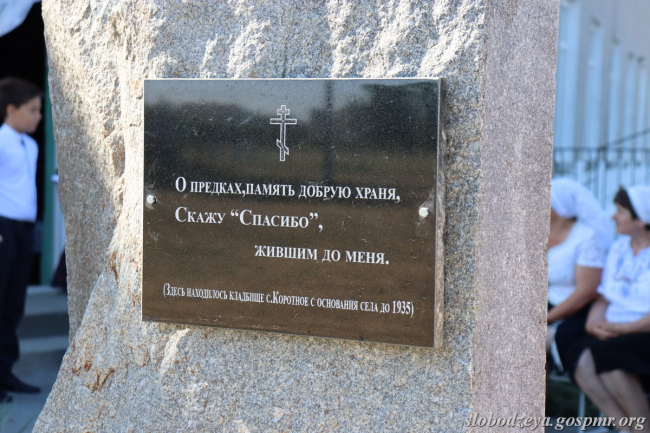 О ПРЕДКАХ,ПАМЯТЬ ДОБРУЮ ХРАНЯ,
СКАЖУ “СПАСИБО”,
ЖИВШИМ ДО МЕНЯ.
(ЗДЕСЬ НАХОДИЛОСЬ КЛАДБИЩЕ С.КОРОТНОЕ С ОСНОВАНИЯ СЕЛА ДО 1935)
slobodzeya.gospmr.org